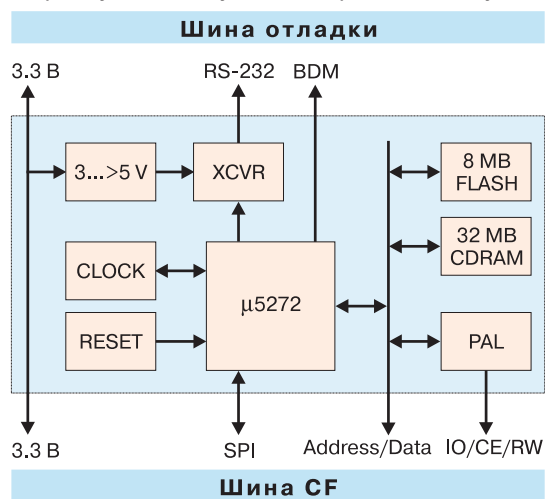 Шина отладки
3.3 В RS-232 BDM
3...>5 V XCVR 8 MB
FLASH
32 MB
CDRAM
CLOCK μ5272
RESET PAL
3.3 В SPI Address/Data IO/CE/RW
Шина CF